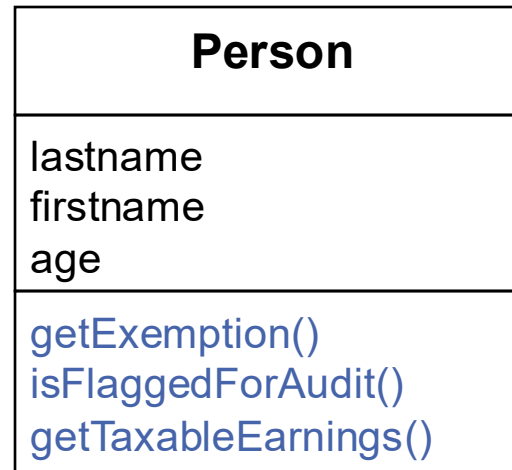 Person
lastname
firstname
age
getExemption()
isFlaggedForAudit()
getTaxableEarnings()